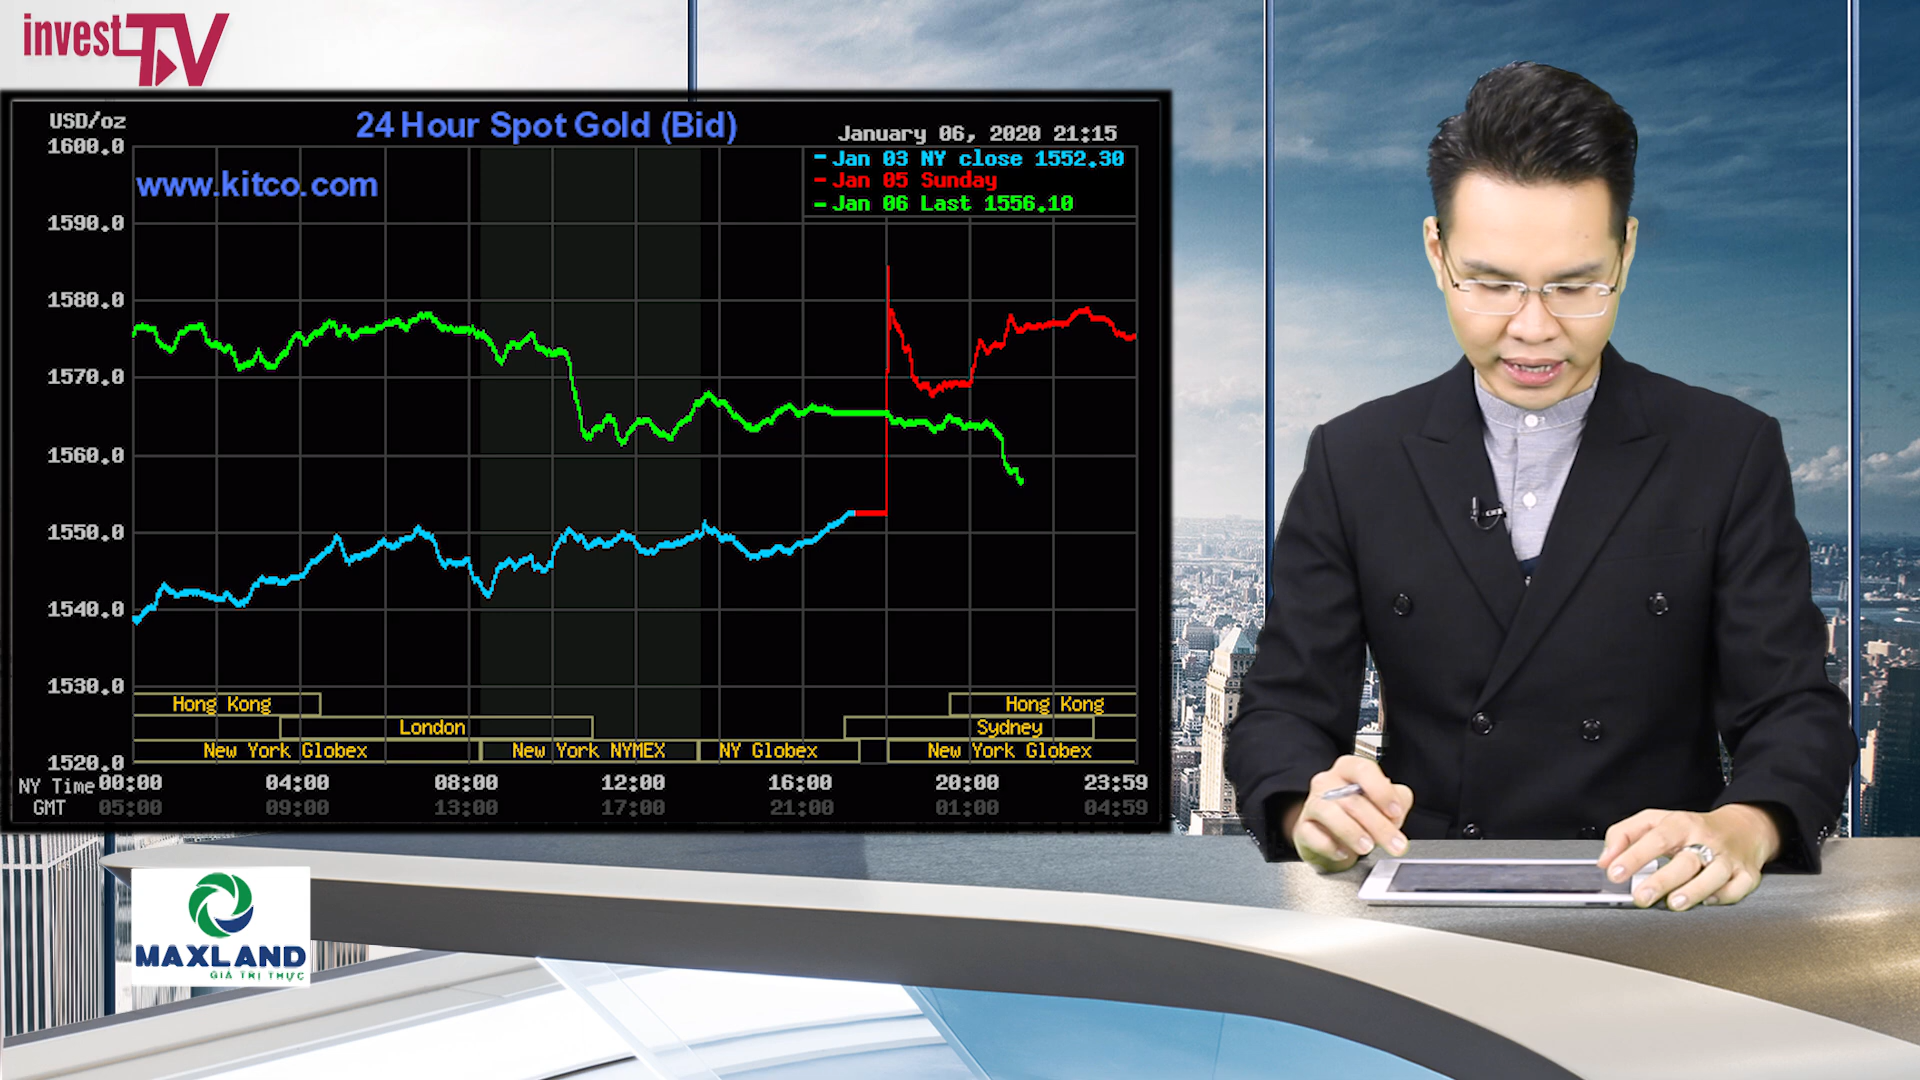 invest TV
USD/oz
24 Hour Spot Gold (Bid)
January 06, 2020 21:15
1600.0
Jan 03 NY close 1552.30
www.kitco.com
Jan 05 Sunday
Jan 06 Last 1556.10
1590.0
1580.0
1570.0
1560.0
1550.0
1540.0
1530.0
Hong Kong Hong Kong
London Sydney
New York Globex New York NYMEX NY Globex New York Globex
1520.0
NY Time 00:00 04:00 08:00 12:00 16:00 20:00 23:59
GMT 05:00 09:00 13:00 17:00 21:00 01:00 04:59
MAXLAND
GIÁ TRỊ THỰC